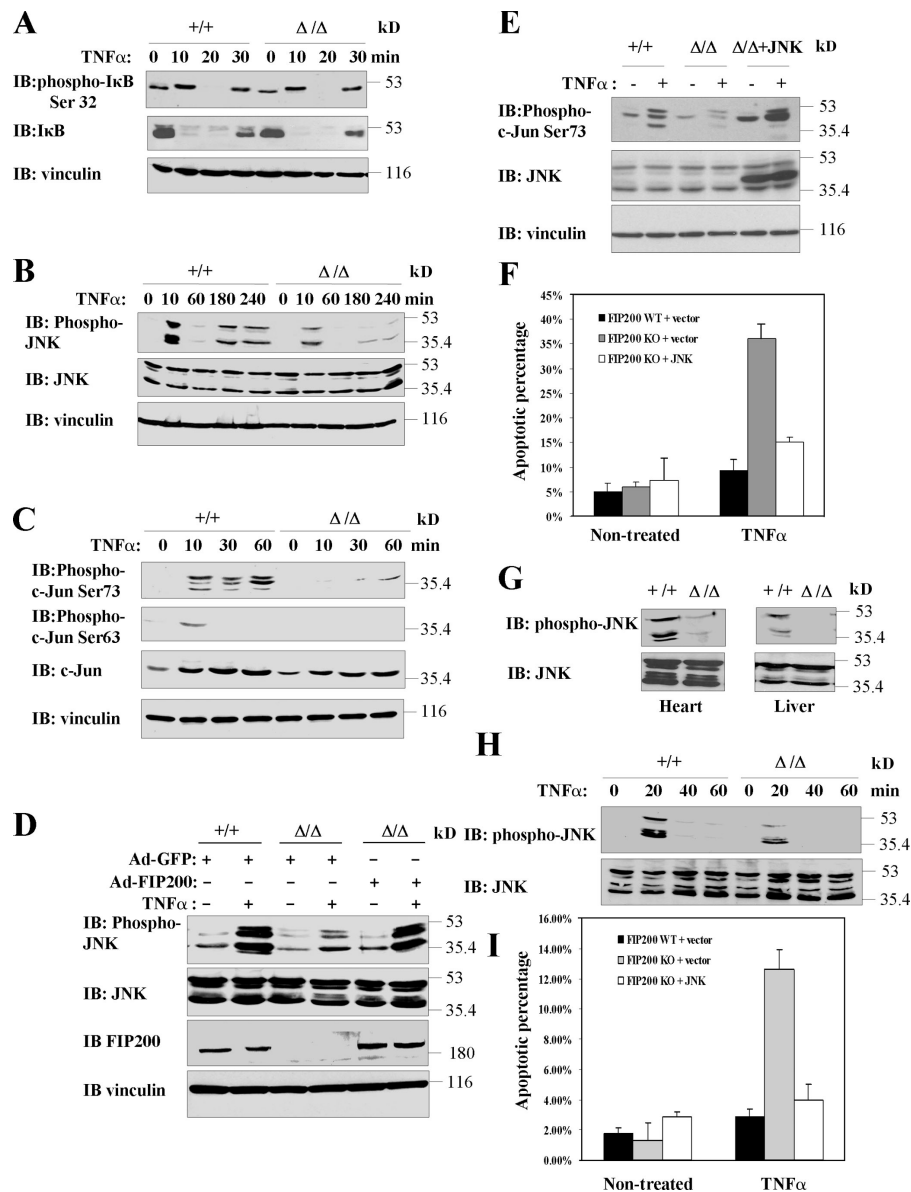 A
+/+ Δ/Δ kD
TNFα: 0 10 20 30 0 10 20 30 min
IB:phospho-IκB
Ser 32
53
IB:IκB
53
IB: vinculin
116
B
+/+ Δ/Δ kD
TNFα: 0 10 60 180 240 0 10 60 180 240 min
IB: Phospho-
JNK
53
35.4
IB: JNK
53
35.4
IB: vinculin
116
C
+/+ Δ/Δ kD
TNFα: 0 10 30 60 0 10 30 60 min
IB:Phospho-
c-Jun Ser73
35.4
IB:Phospho-
c-Jun Ser63
35.4
IB: c-Jun
35.4
IB: vinculin
116
D
+/+ Δ/Δ Δ/Δ kD
Ad-GFP: + + + + – –
Ad-FIP200: – – – – + +
TNFα: – + – + – +
IB: Phospho-
JNK
53
35.4
IB: JNK
53
35.4
IB FIP200
180
IB vinculin
116
E
+/+ Δ/Δ Δ/Δ+JNK kD
TNFα: - + - + - +
IB:Phospho-
c-Jun Ser73
53
35.4
IB: JNK
53
35.4
IB: vinculin
116
F
Apoptotic percentage
45%
40%
35%
30%
25%
20%
15%
10%
5%
0%
FIP200 WT + vector
FIP200 KO + vector
FIP200 KO + JNK
Non-treated TNFα
G
+/+ Δ/Δ +/+ Δ/Δ kD
IB: phospho-JNK
53
35.4
IB: JNK
53
35.4
Heart Liver
H
+/+ Δ/Δ kD
TNFα: 0 20 40 60 0 20 40 60 min
IB: phospho-JNK
53
35.4
IB: JNK
53
35.4
I
Apoptotic percentage
16.00%
14.00%
12.00%
10.00%
8.00%
6.00%
4.00%
2.00%
0.00%
FIP200 WT + vector
FIP200 KO + vector
FIP200 KO + JNK
Non-treated TNFα